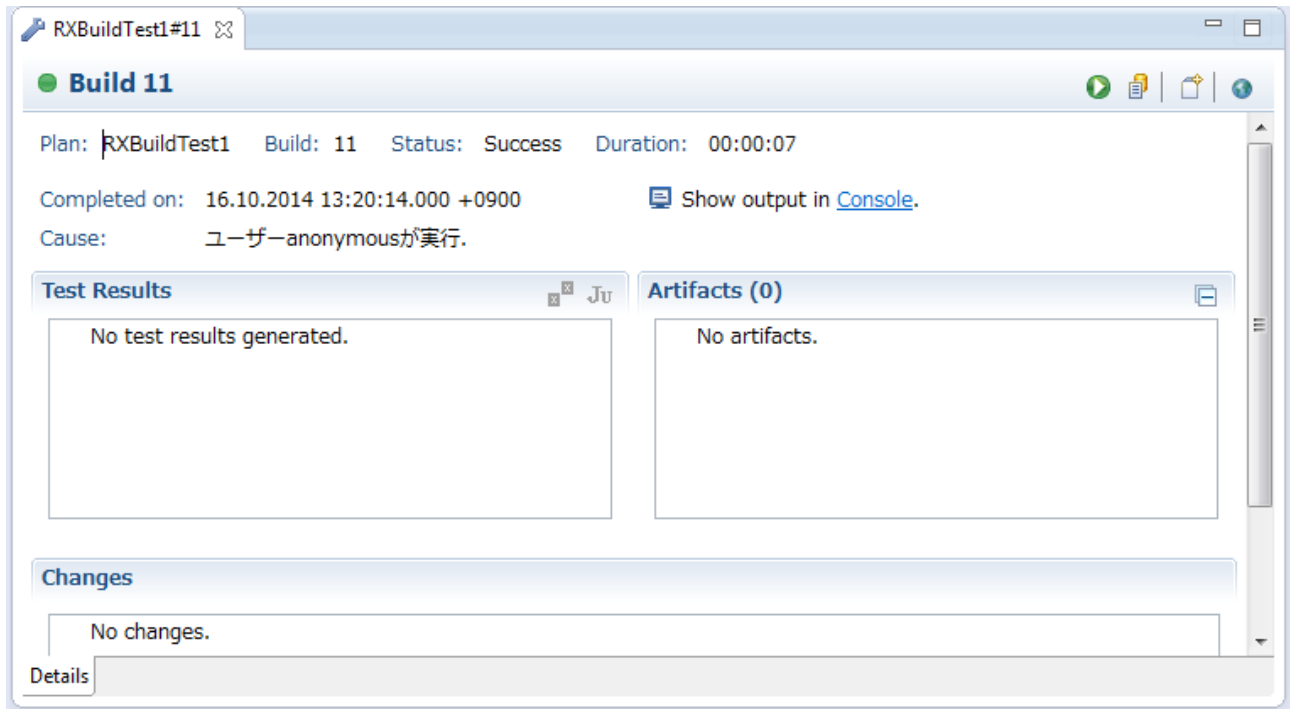 RXBuildTest1#11
Build 11
Plan: RXBuildTest1 Build: 11 Status: Success Duration: 00:00:07
Completed on: 16.10.2014 13:20:14.000 +0900 Show output in Console.
Cause: ユーザーanonymousが実行.
Test Results Ju Artifacts (0)
No test results generated. No artifacts.
Changes
No changes.
Details